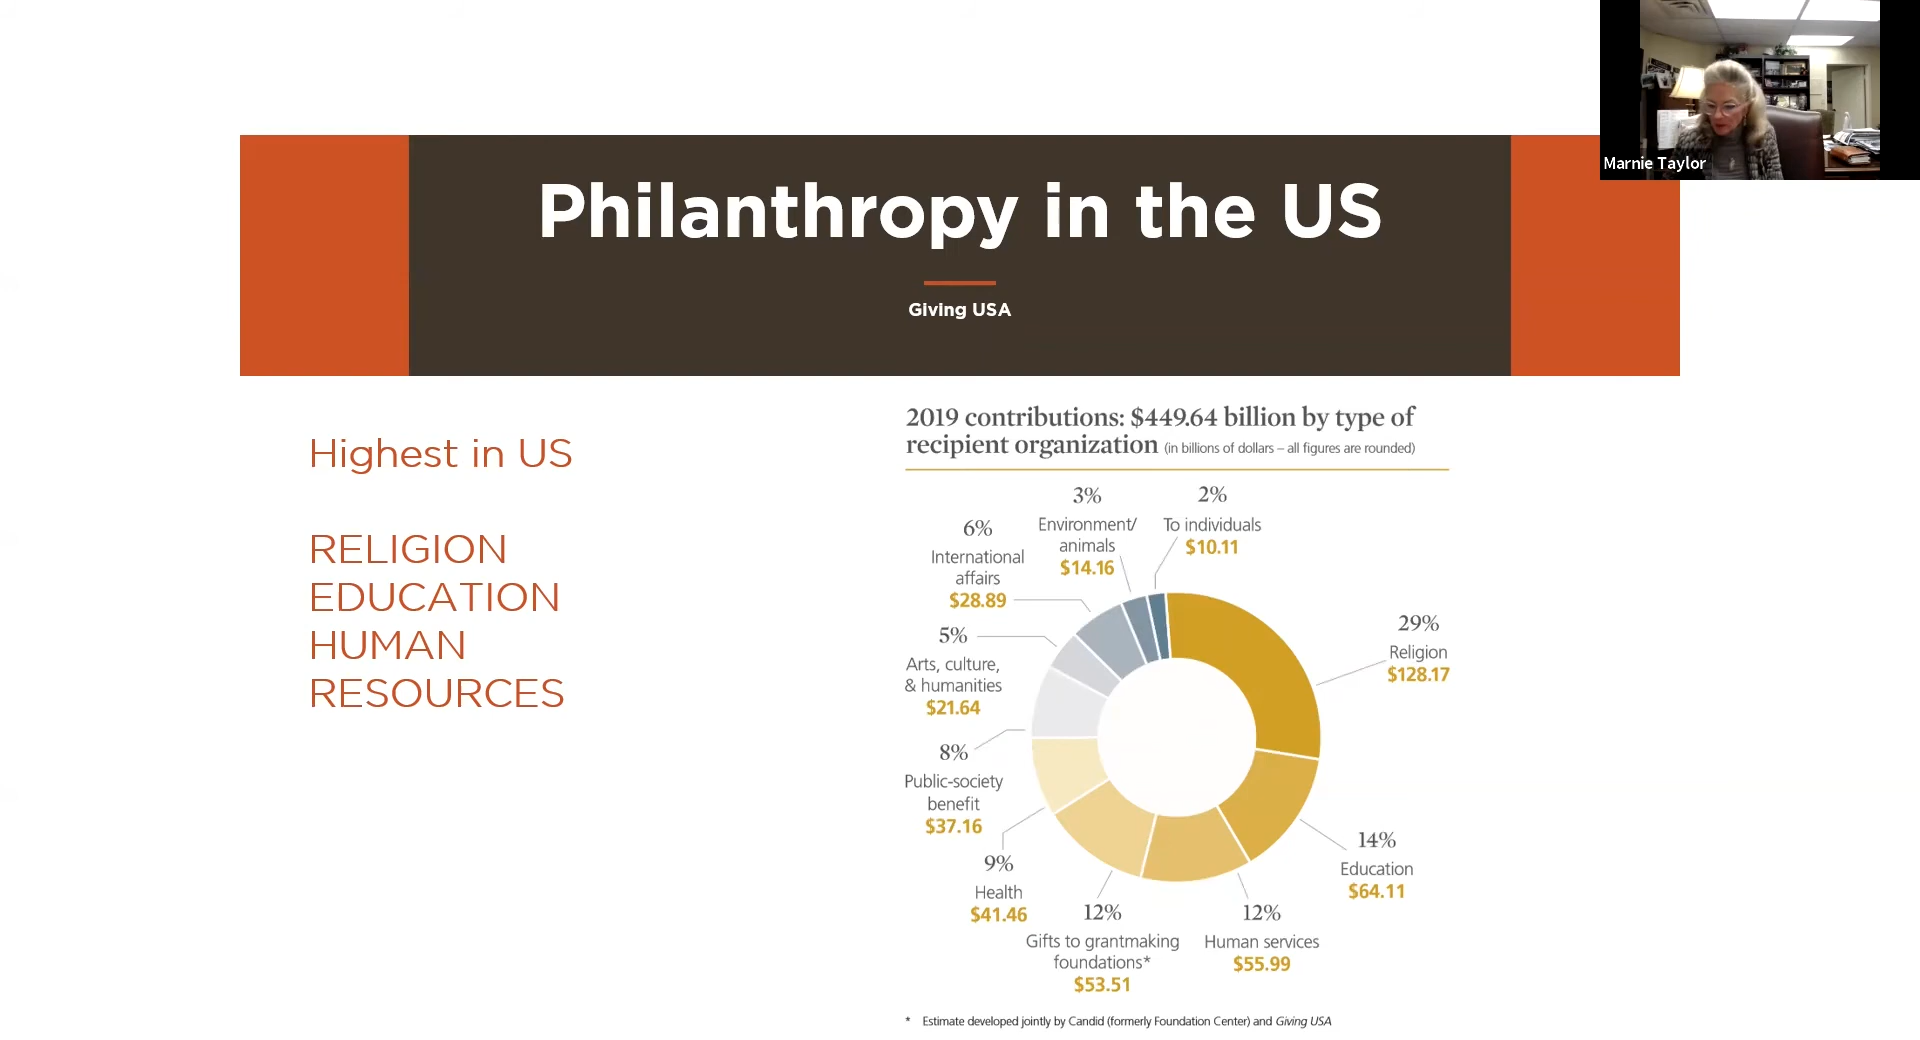 Marnie Taylor
Philanthropy in the US
Giving USA
Highest in US
RELIGION
EDUCATION
HUMAN
RESOURCES
2019 contributions: $449.64 billion by type of
recipient organization (in billions of dollars – all figures are rounded)
3%
Environment/
animals
$14.16
2%
To individuals
$10.11
6%
International
affairs
$28.89
5%
Arts, culture,
& humanities
$21.64
8%
Public-society
benefit
$37.16
9%
Health
$41.46
12%
Gifts to grantmaking
foundations*
$53.51
12%
Human services
$55.99
14%
Education
$64.11
29%
Religion
$128.17
* Estimate developed jointly by Candid (formerly Foundation Center) and Giving USA